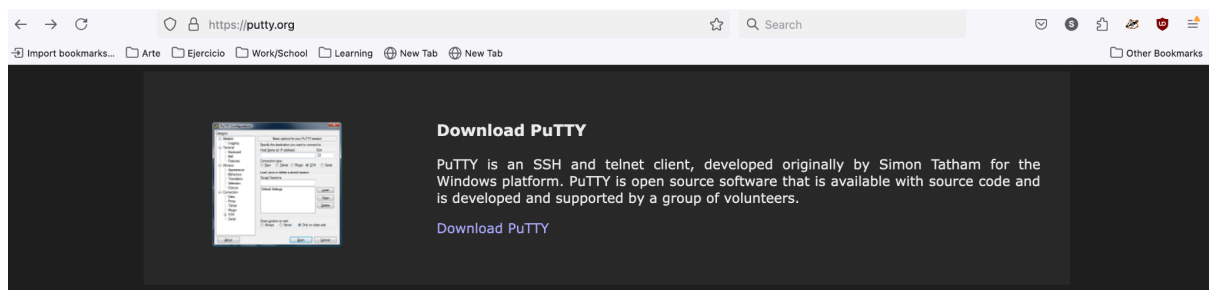 https://putty.org
Search
S
Import bookmarks...
Arte
Ejercicio
Work/School
Learning
New Tab
New Tab
Other Bookmarks
Download PuTTY
PuTTY is an SSH and telnet client, developed originally by Simon Tatham for the
Windows platform. PuTTY is open source software that is available with source code and
is developed and supported by a group of volunteers.
Download PuTTY